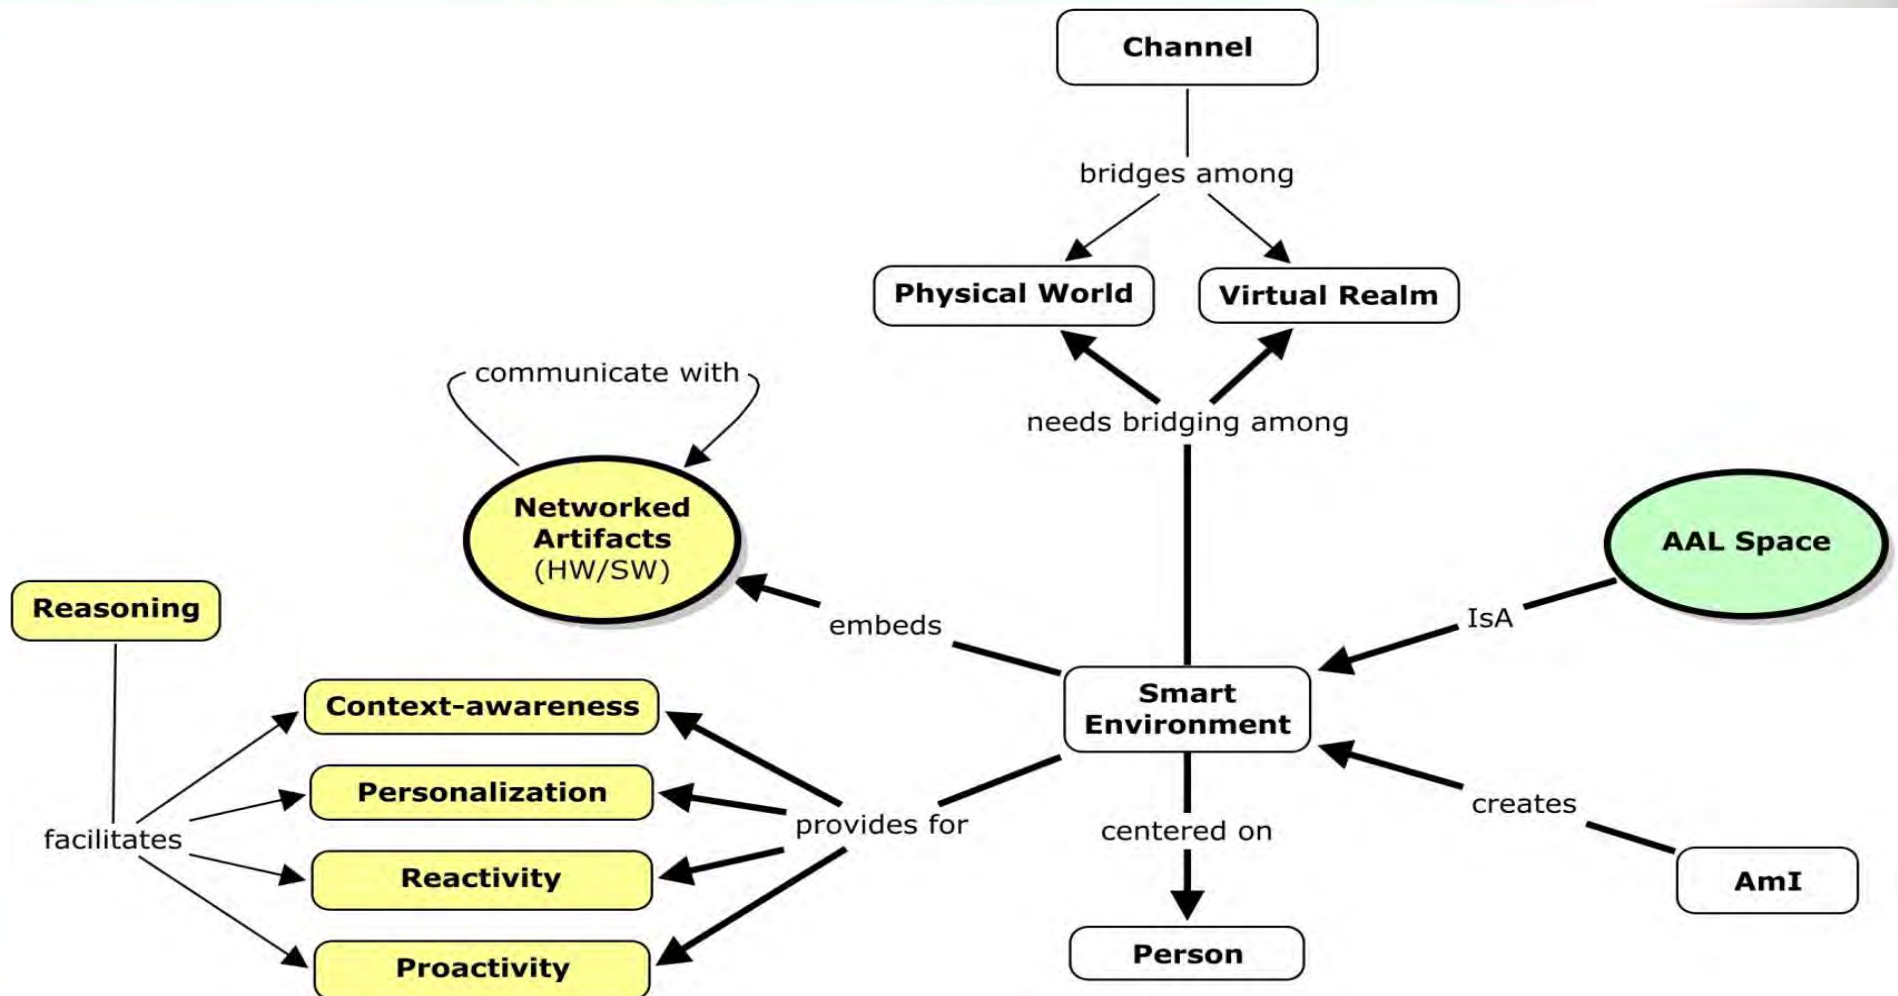 Channel
bridges among
Physical World
Virtual Realm
communicate with
needs bridging among
Networked
Artifacts
(HW/SW)
AAL Space
Reasoning
embeds
IsA
Context-awareness
Smart
Environment
Personalization
provides for
centered on
creates
facilitates
Reactivity
AmI
Person
Proactivity